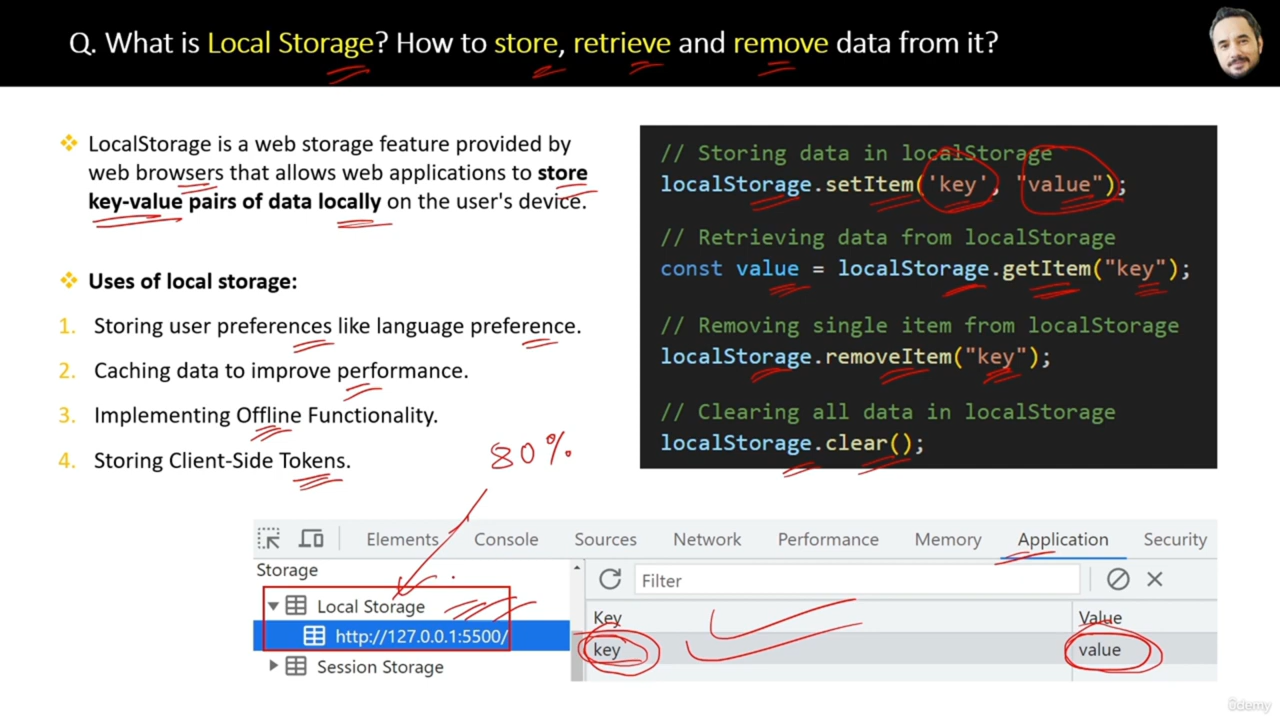 Q. What is Local Storage? How to store, retrieve and remove data from it?
❖ LocalStorage is a web storage feature provided by
web browsers that allows web applications to store
key-value pairs of data locally on the user's device.
❖ Uses of local storage:
1. Storing user preferences like language preference.
2. Caching data to improve performance.
3. Implementing Offline Functionality.
4. Storing Client-Side Tokens.
80%
// Storing data in localStorage
localStorage.setItem('key', "value");
// Retrieving data from localStorage
const value = localStorage.getItem("key");
// Removing single item from localStorage
localStorage.removeItem("key");
// Clearing all data in localStorage
localStorage.clear();
Elements Console Sources Network Performance Memory Application Security
Storage
Local Storage
http://127.0.0.1:5500/
Session Storage
Filter
Key Value
key value
ûdemy